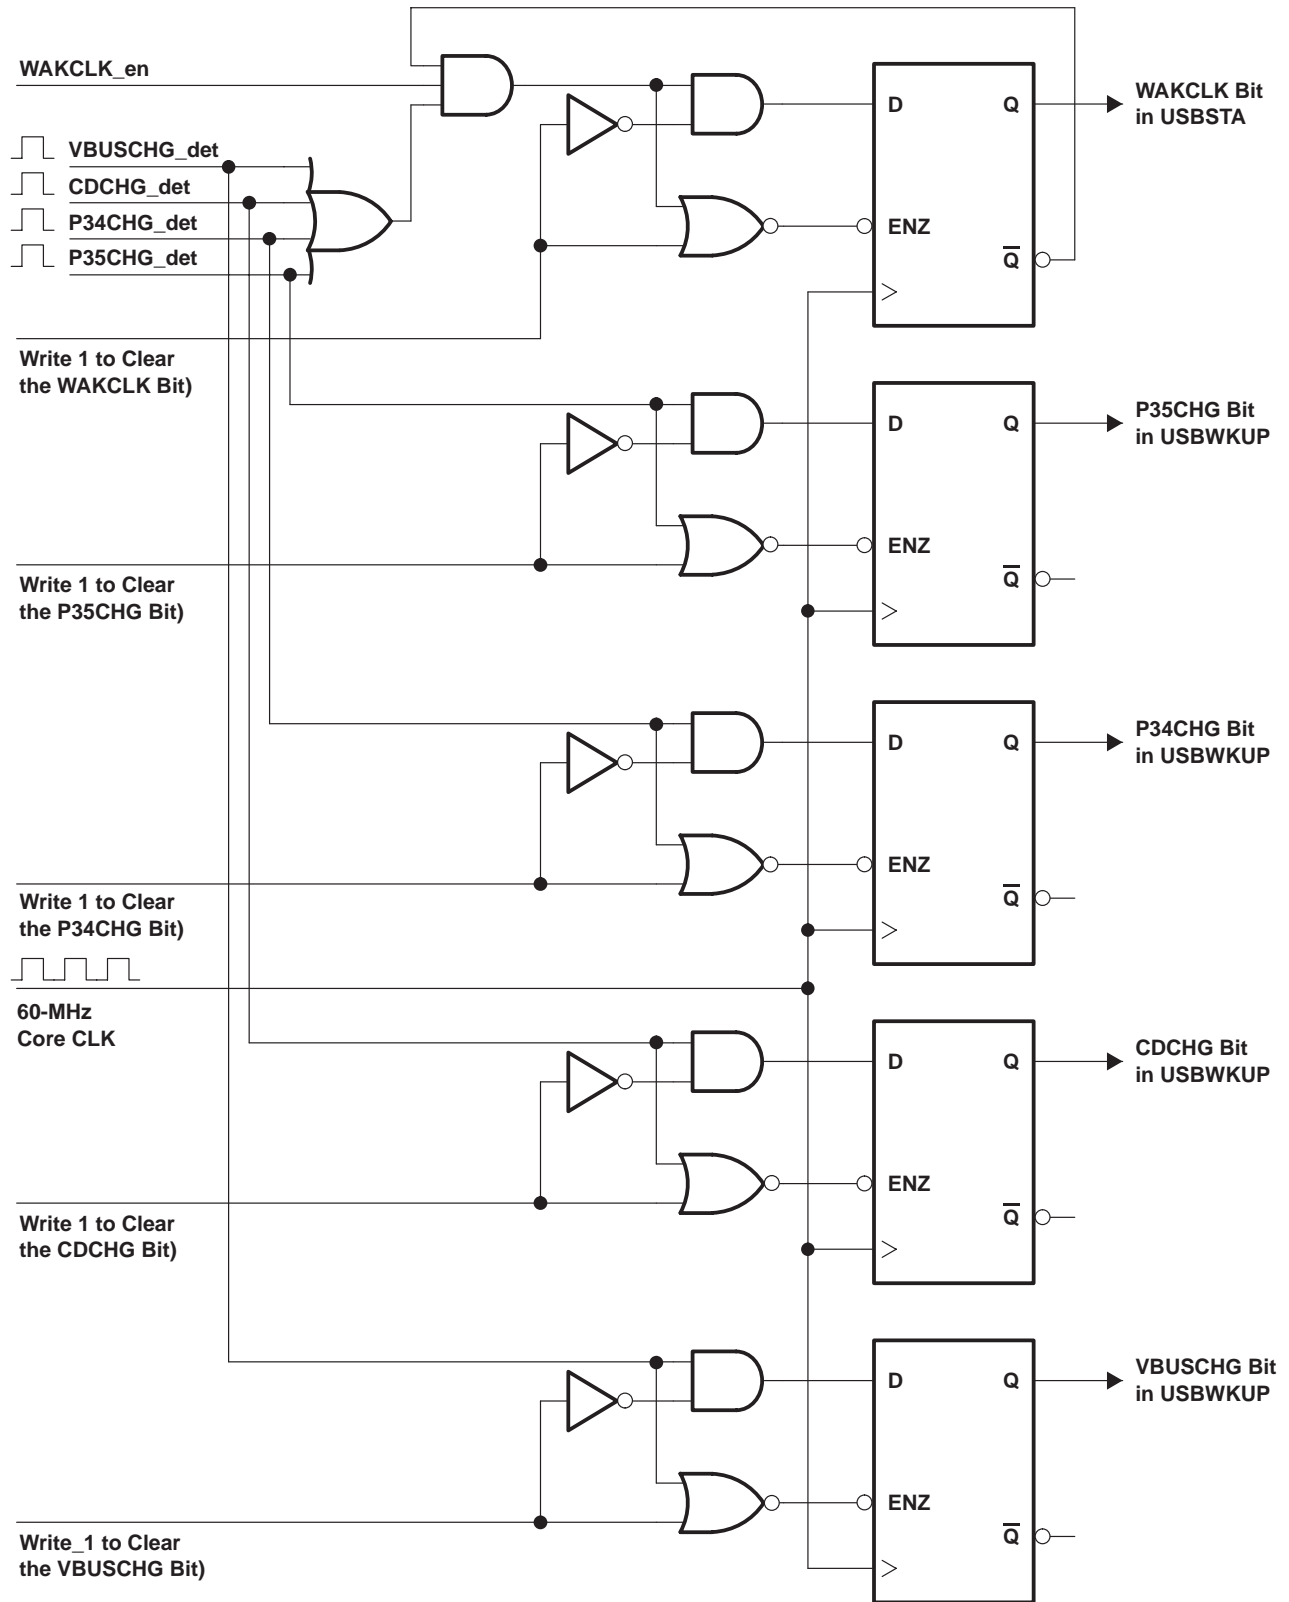 WAKCLK_en
VBUSCHG_det
CDCHG_det
P34CHG_det
P35CHG_det
Write 1 to Clear
the WAKCLK Bit)
D
Q
ENZ
Q̅
WAKCLK Bit
in USBSTA
Write 1 to Clear
the P35CHG Bit)
D
Q
ENZ
Q̅
P35CHG Bit
in USBWKUP
Write 1 to Clear
the P34CHG Bit)
D
Q
ENZ
Q̅
P34CHG Bit
in USBWKUP
60-MHz
Core CLK
Write 1 to Clear
the CDCHG Bit)
D
Q
ENZ
Q̅
CDCHG Bit
in USBWKUP
Write_1 to Clear
the VBUSCHG Bit)
D
Q
ENZ
Q̅
VBUSCHG Bit
in USBWKUP